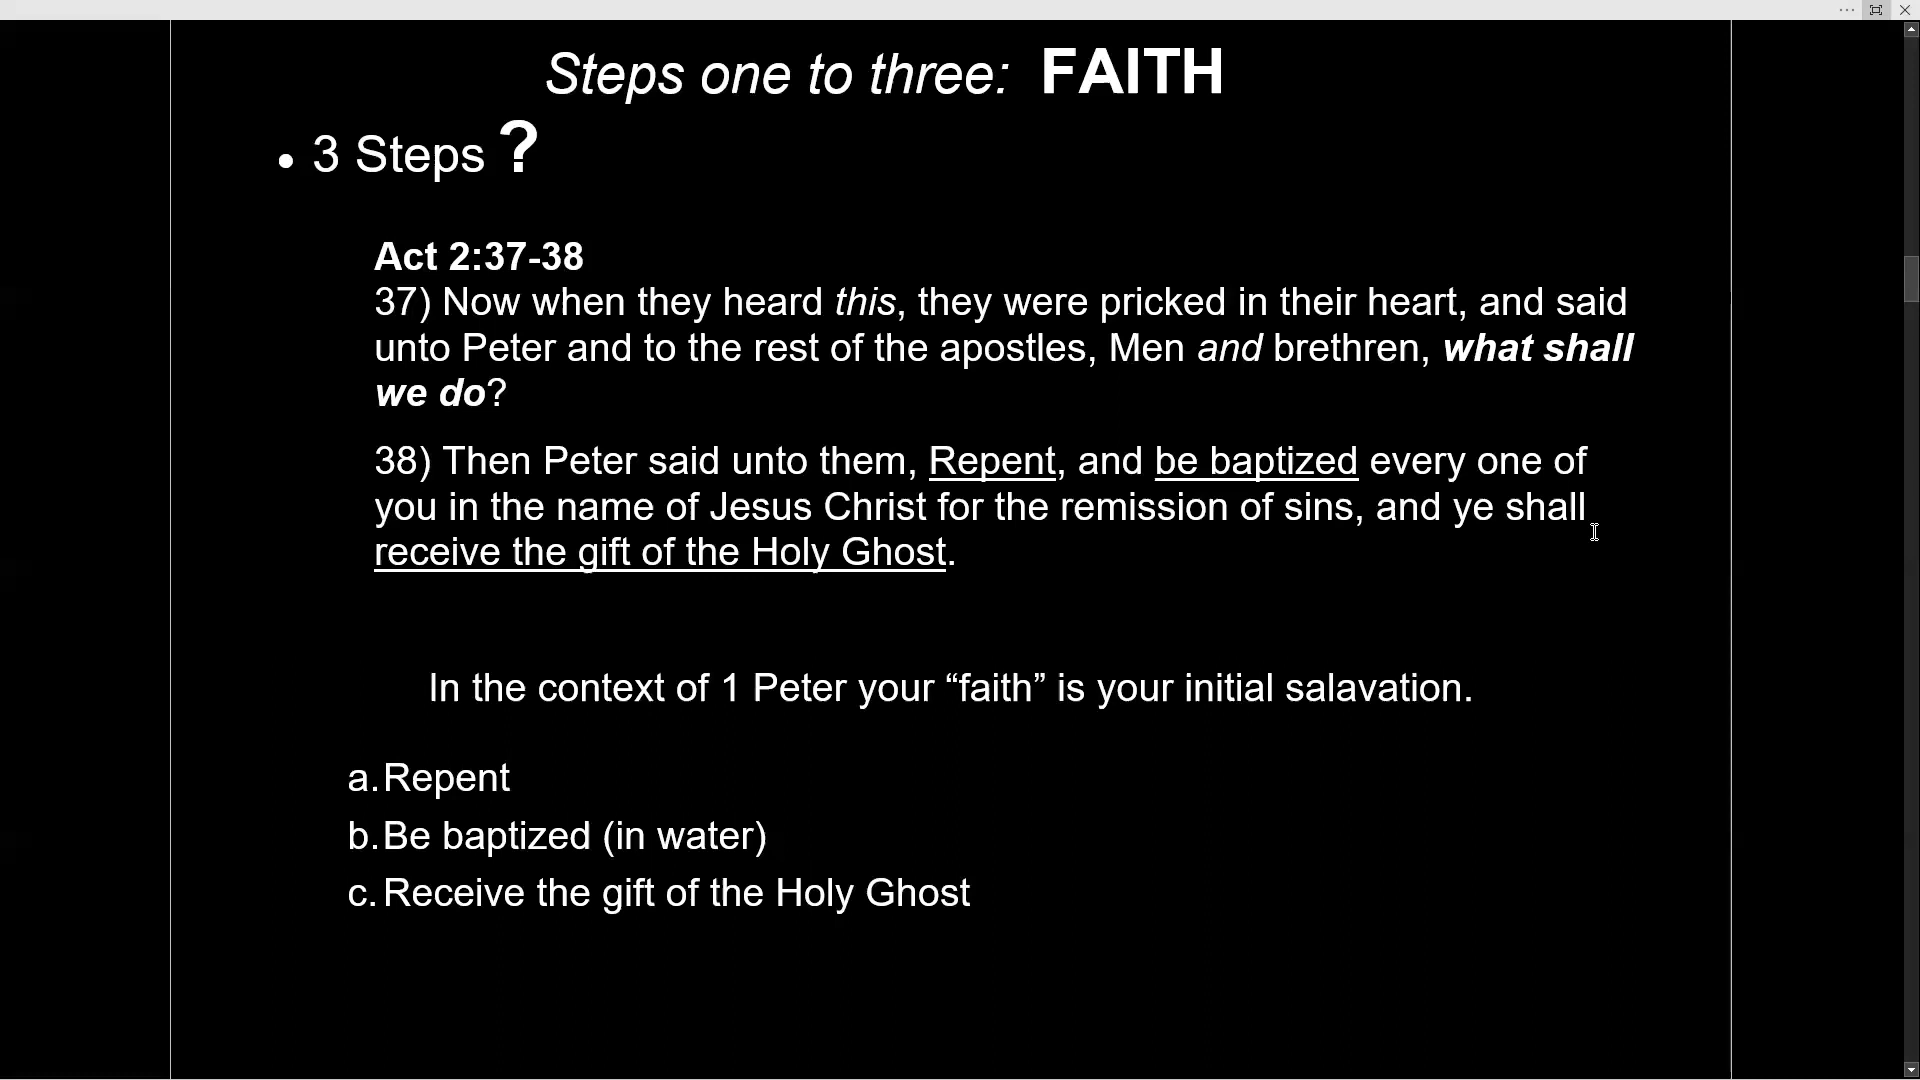 Steps one to three: FAITH
• 3 Steps ?
Act 2:37-38
37) Now when they heard this, they were pricked in their heart, and said
unto Peter and to the rest of the apostles, Men and brethren, what shall
we do?
38) Then Peter said unto them, Repent, and be baptized every one of
you in the name of Jesus Christ for the remission of sins, and ye shall
receive the gift of the Holy Ghost.
In the context of 1 Peter your “faith” is your initial salavation.
a. Repent
b. Be baptized (in water)
c. Receive the gift of the Holy Ghost